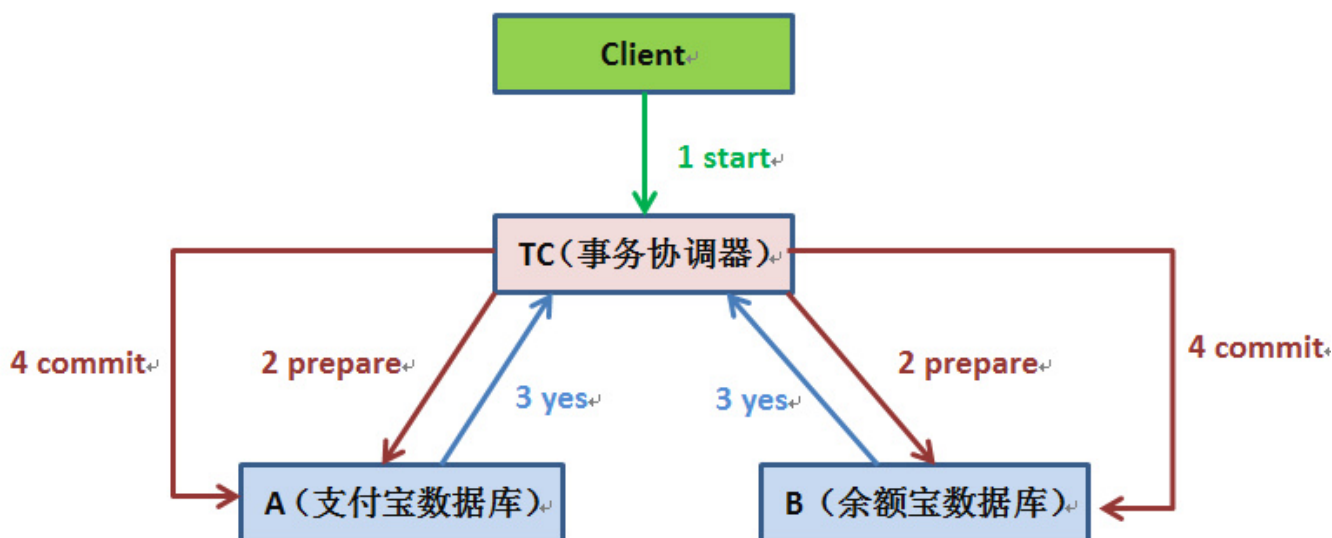 Client
1 start
TC(事务协调器)
4 commit
2 prepare
3 yes
3 yes
2 prepare
4 commit
A(支付宝数据库)
B(余额宝数据库)